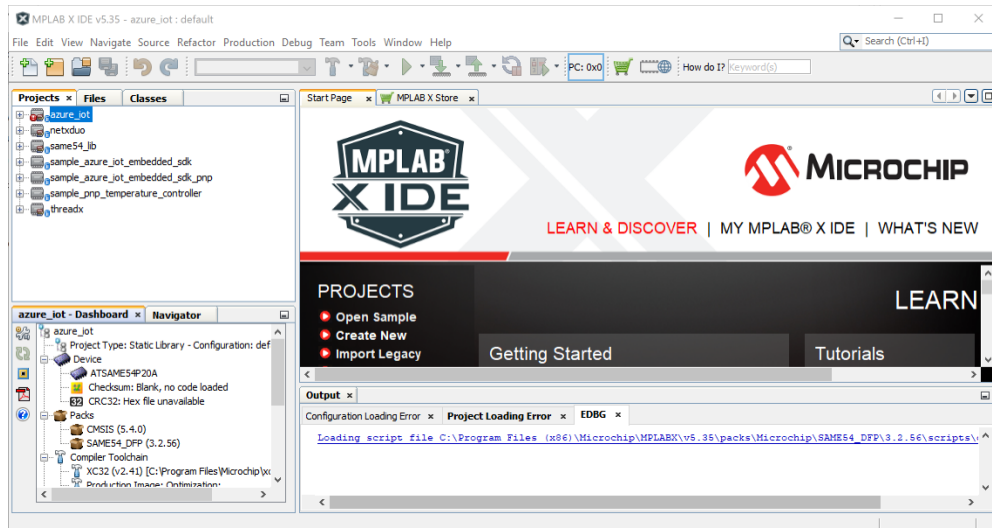 MPLAB X IDE v5.35 - azure_iot : default
File Edit View Navigate Source Refactor Production Debug Team Tools Window Help
Search (Ctrl+I)
PC: 0x0
How do I?
Keyword(s)
Projects
Files
Classes
azure_iot
netxduo
same54_lib
sample_azure_iot_embedded_sdk
sample_azure_iot_embedded_sdk_pnp
sample_pnp_temperature_controller
threadx
Start Page
MPLAB X Store
MPLAB
X IDE
MICROCHIP
LEARN & DISCOVER | MY MPLAB® X IDE | WHAT'S NEW
PROJECTS
Open Sample
Create New
Import Legacy
LEARN
Getting Started
Tutorials
azure_iot - Dashboard
Navigator
azure_iot
Project Type: Static Library - Configuration: def
Device
ATSAME54P20A
Checksum: Blank, no code loaded
CRC32: Hex file unavailable
Packs
CMSIS (5.4.0)
SAME54_DFP (3.2.56)
Compiler Toolchain
XC32 (v2.41) [C:\Program Files\Microchip\xc
Production Image: Optimization:
Output
Configuration Loading Error
Project Loading Error
EDBG
Loading script file C:\Program Files (x86)\Microchip\MPLABX\v5.35\packs\Microchip\SAME54_DFP\3.2.56\scripts\